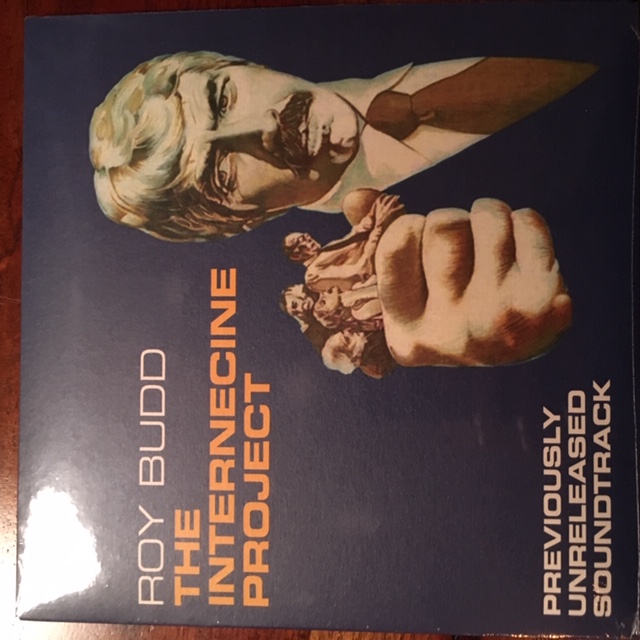 ROY BUDD
THE
INTERNECINE
PROJECT
PREVIOUSLY
UNRELEASED
SOUNDTRACK